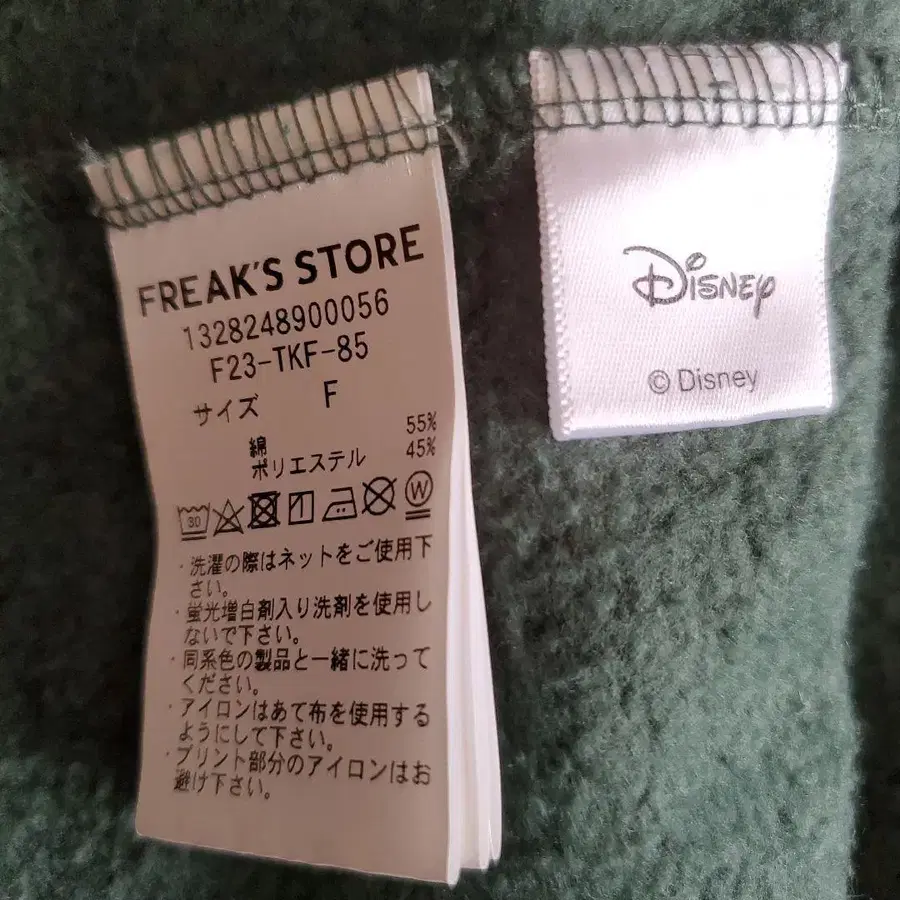 FREAK'S STORE
1328248900056
F23-TKF-85
サイズ F
綿 55%
ポリエステル 45%
30
W
・洗濯の際はネットをご使用下
さい。
・蛍光増白剤入り洗剤を使用し
ないで下さい。
・同系色の製品と一緒に洗って
ください。
・アイロンはあて布を使用する
ようにして下さい。
・プリント部分のアイロンはお
避け下さい。
Disney
© Disney